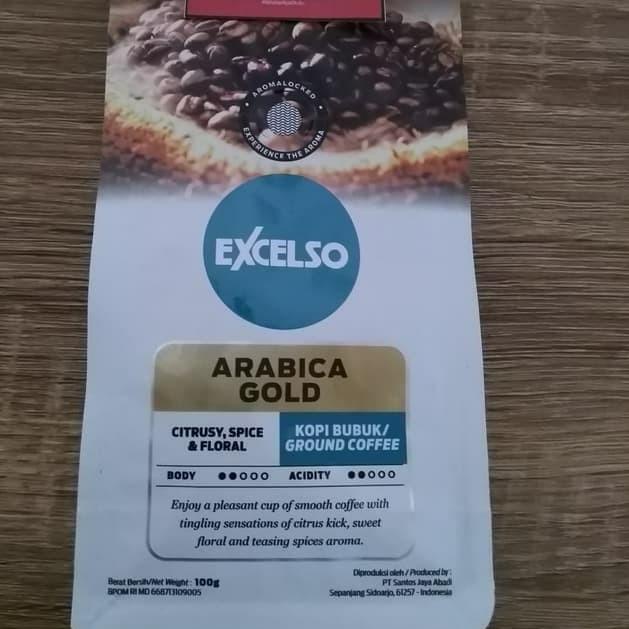 AROMALOCKED
EXPERIENCE THE AROMA
EXCELSO
ARABICA
GOLD
CITRUSY, SPICE
& FLORAL
KOPI BUBUK/
GROUND COFFEE
BODY
ACIDITY
Enjoy a pleasant cup of smooth coffee with
tingling sensations of citrus kick, sweet
floral and teasing spices aroma.
Berat Bersih/Net Weight : 100g
BPOM RI MD 668713109005
Diproduksi oleh / Produced by :
PT Santos Jaya Abadi
Sepanjang Sidoarjo, 61257 - Indonesia